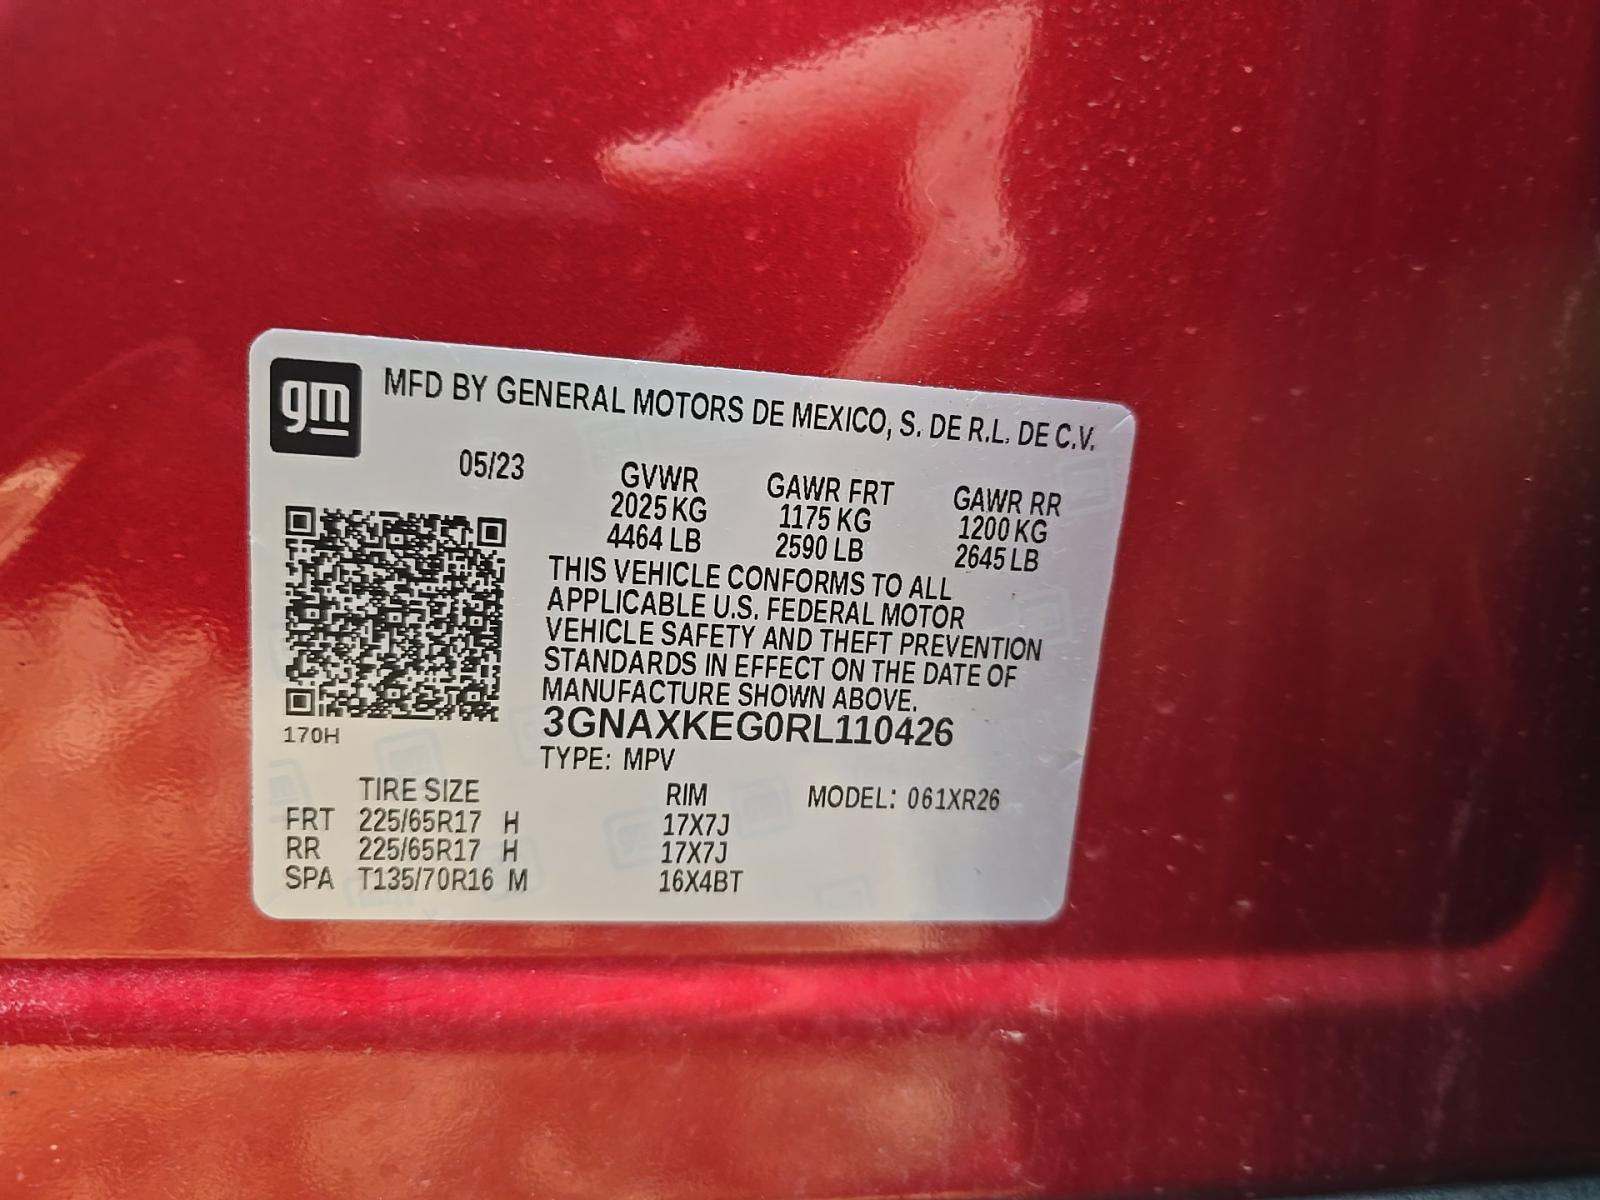 gm
MFD BY GENERAL MOTORS DE MEXICO, S. DE R.L. DE C.V.
05/23
GVWR GAWR FRT GAWR RR
2025 KG 1175 KG 1200 KG
4464 LB 2590 LB 2645 LB
THIS VEHICLE CONFORMS TO ALL
APPLICABLE U.S. FEDERAL MOTOR
VEHICLE SAFETY AND THEFT PREVENTION
STANDARDS IN EFFECT ON THE DATE OF
MANUFACTURE SHOWN ABOVE.
3GNAXKEG0RL110426
170H
TYPE: MPV
TIRE SIZE RIM MODEL: 061XR26
FRT 225/65R17 H 17X7J
RR 225/65R17 H 17X7J
SPA T135/70R16 M 16X4BT